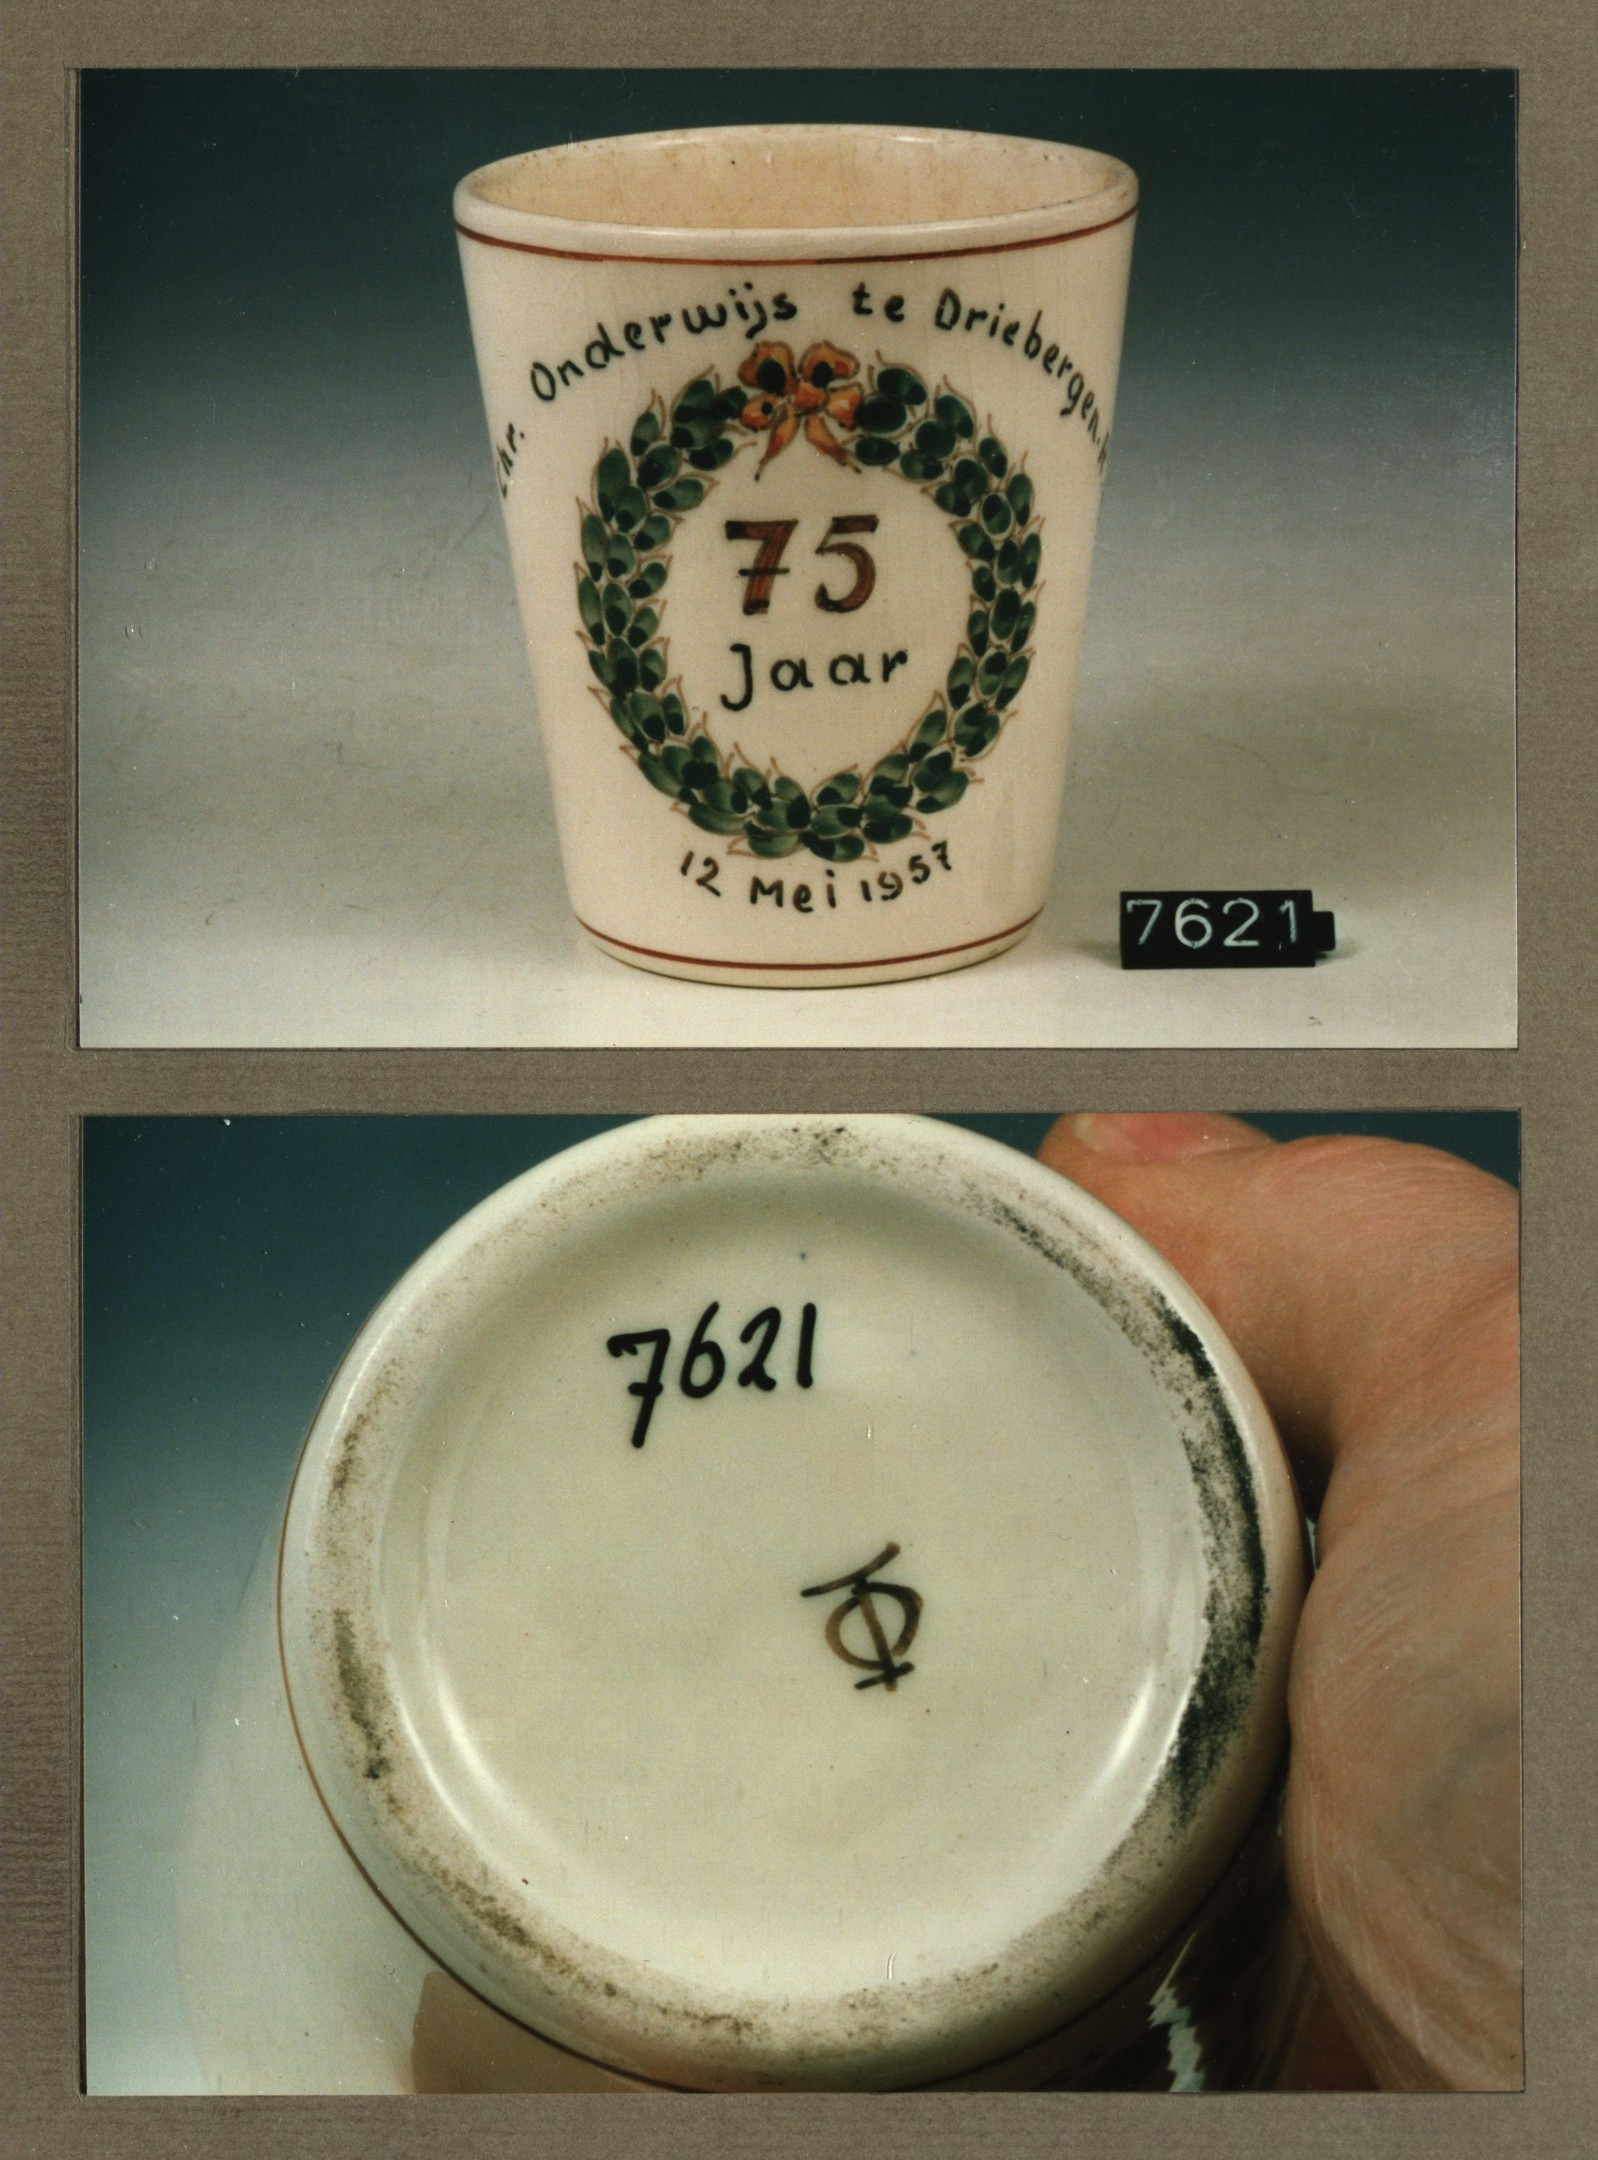 Chr. Onderwijs te Driebergen.
75
Jaar
12 Mei 1957
7621
7621